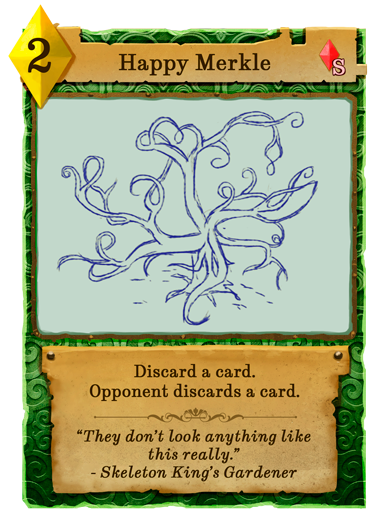 2
Happy Merkle
S
Discard a card.
Opponent discards a card.
“They don't look anything like
this really.”
- Skeleton King's Gardener